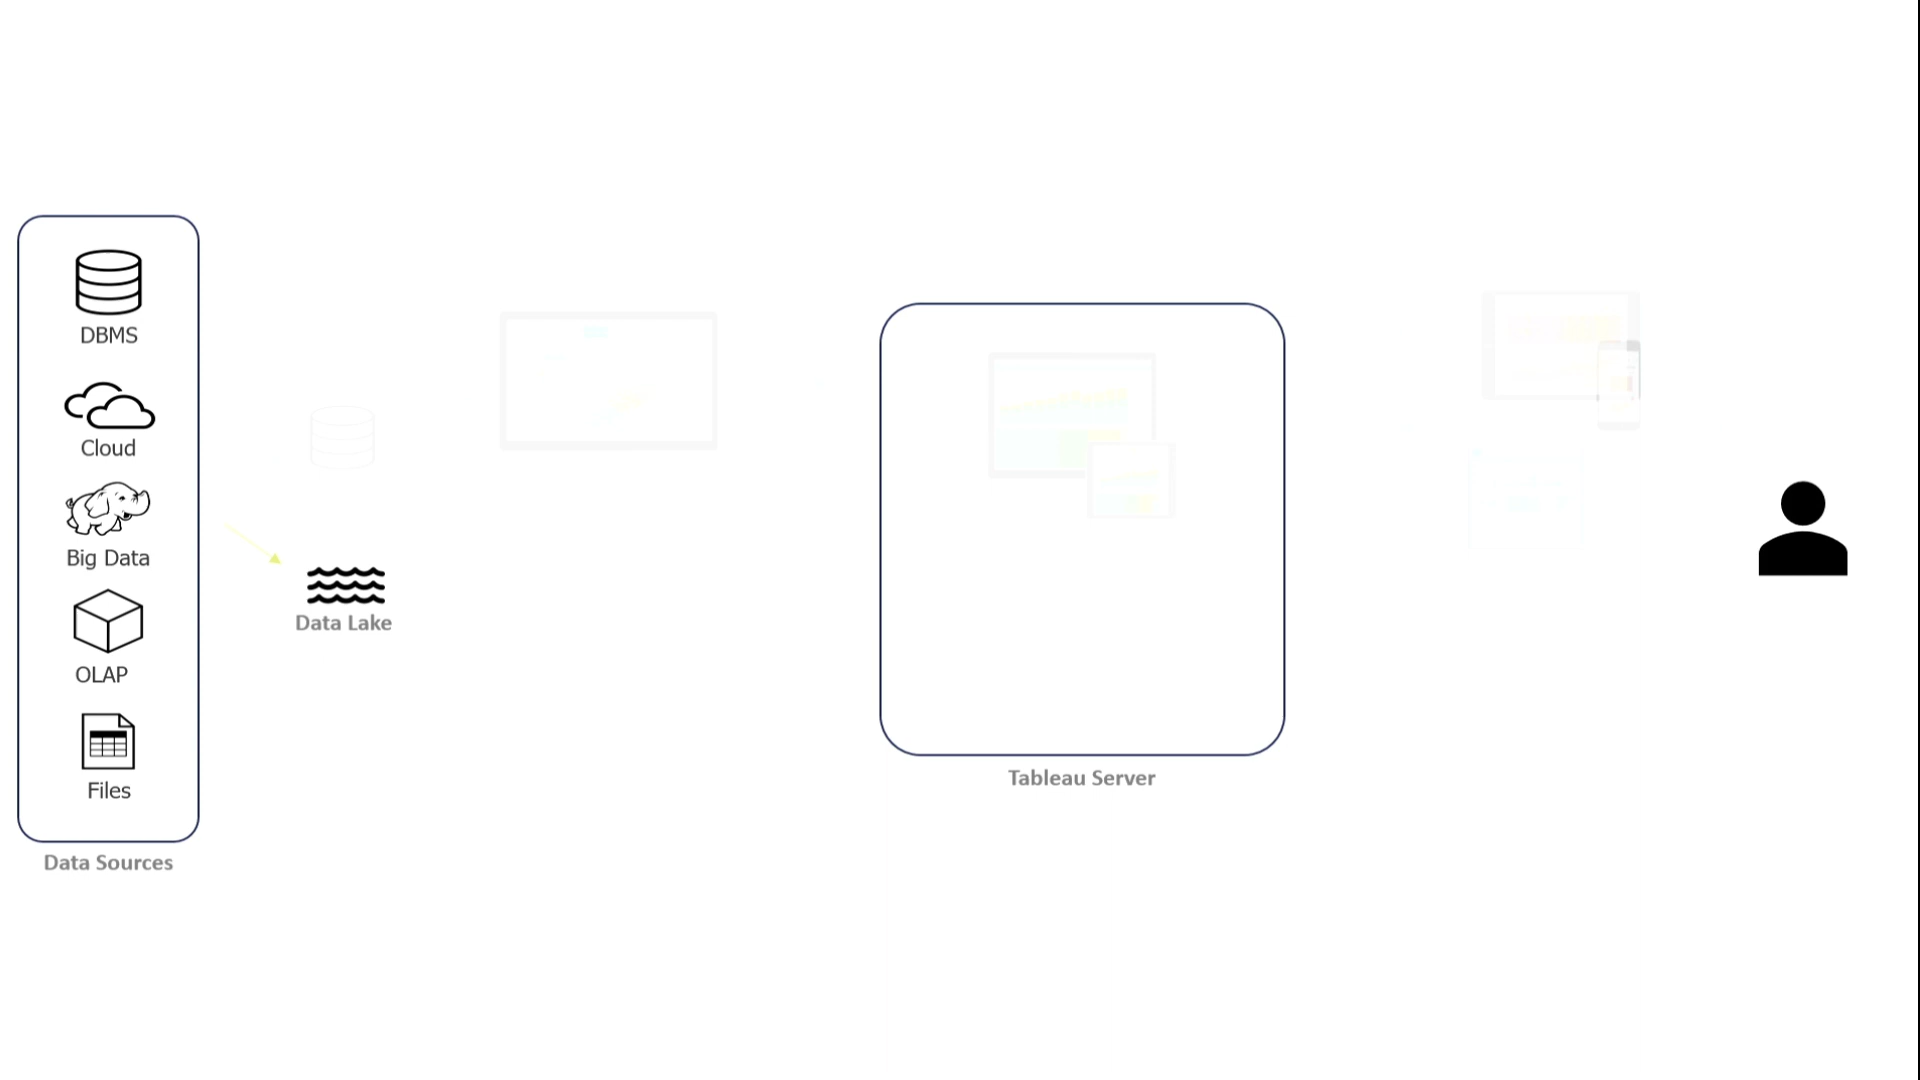 DBMS
Cloud
Big Data
OLAP
Files
Data Sources
Data Lake
Tableau Server